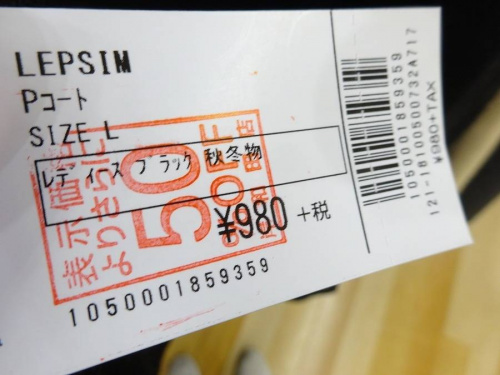 LEPSIM
Pコート
SIZE L
レディス ブラック 秋冬物
¥980 +税
1050001859359
表示価格
よりさらに
50
%OFF
1050001859359
121-18100500732A717
¥980+TAX